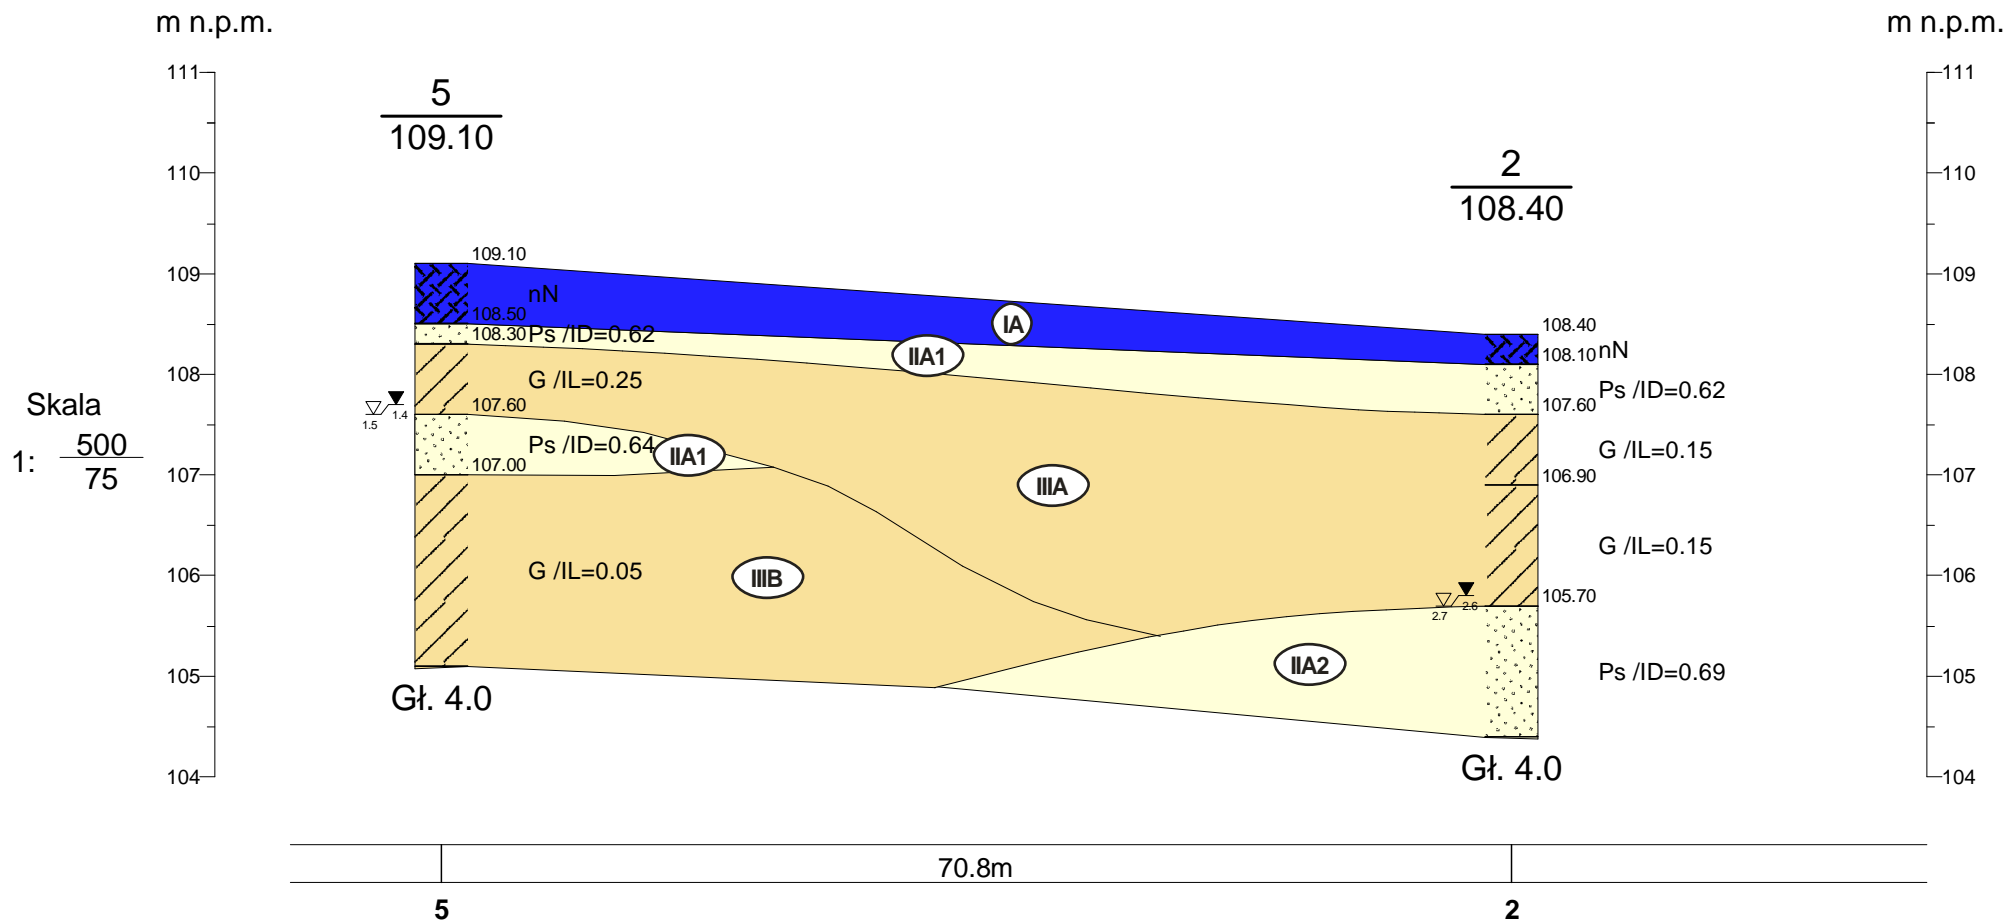 m n.p.m.
m n.p.m.
111
111
5
109.10
110
2
108.40
110
109.10
109
109
nN
IA
108.50
108.40
108.30 Ps /ID=0.62
IIA1
108.10 nN
108
G /IL=0.25
108
Ps /ID=0.62
Skala
1: 500
75
1.5
1.4
107.60
107.60
Ps /ID=0.64
IIA1
G /IL=0.15
107
107.00
IIIA
106.90
107
G /IL=0.05
IIIB
G /IL=0.15
106
106
2.7
2.6
105.70
105
IIA2
Ps /ID=0.69
105
Gł. 4.0
Gł. 4.0
104
104
70.8m
5
2